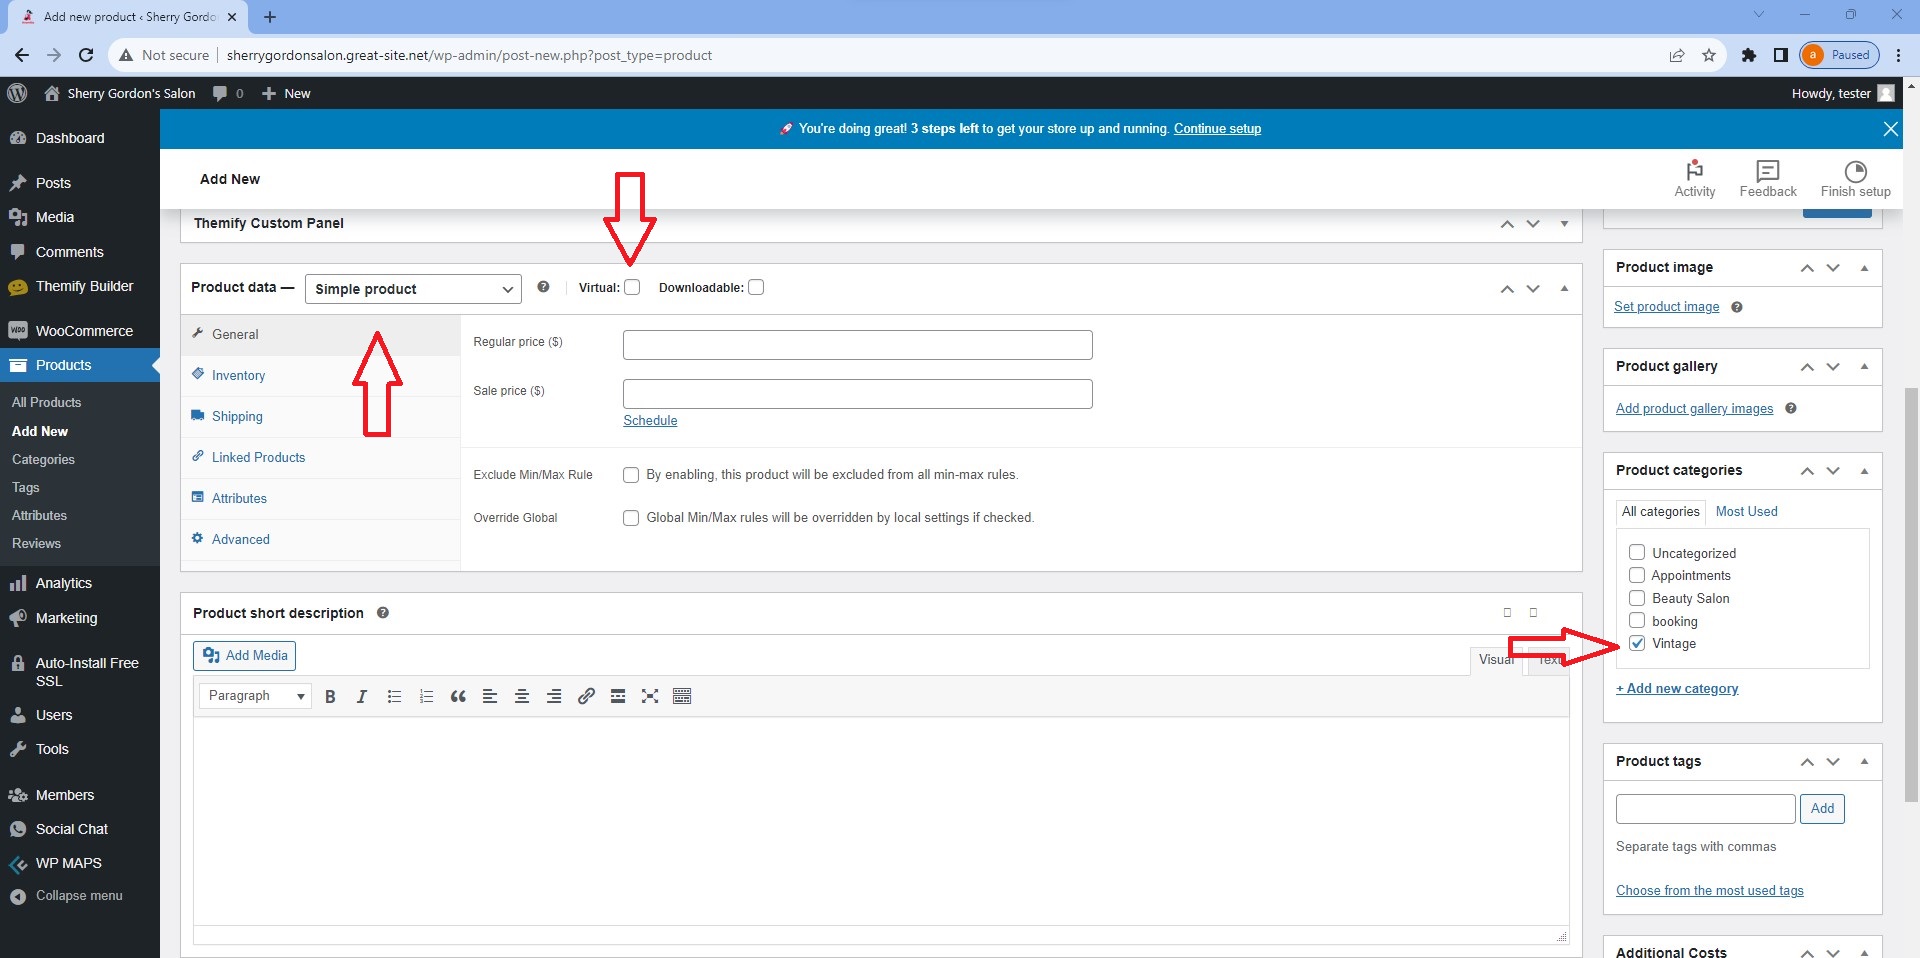 Add new product ‹ Sherry Gordo
Not secure
sherrygordonsalon.great-site.net/wp-admin/post-new.php?post_type=product
a
Paused
Sherry Gordon's Salon
0
New
Howdy, tester
You're doing great! 3 steps left to get your store up and running. Continue setup
Add New
Activity
Feedback
Finish setup
Dashboard
Posts
Media
Comments
Themify Builder
WooCommerce
Products
All Products
Add New
Categories
Tags
Attributes
Reviews
Analytics
Marketing
Auto-Install Free
SSL
Users
Tools
Members
Social Chat
WP MAPS
Collapse menu
Themify Custom Panel
Product data —
Simple product
Virtual:
Downloadable:
General
Inventory
Shipping
Linked Products
Attributes
Advanced
Regular price ($)
Sale price ($)
Schedule
Exclude Min/Max Rule
By enabling, this product will be excluded from all min-max rules.
Override Global
Global Min/Max rules will be overridden by local settings if checked.
Product short description
Add Media
Visual
Text
Paragraph
B
I
Product image
Set product image
Product gallery
Add product gallery images
Product categories
All categories
Most Used
Uncategorized
Appointments
Beauty Salon
booking
Vintage
+ Add new category
Product tags
Add
Separate tags with commas
Choose from the most used tags
Additional Costs